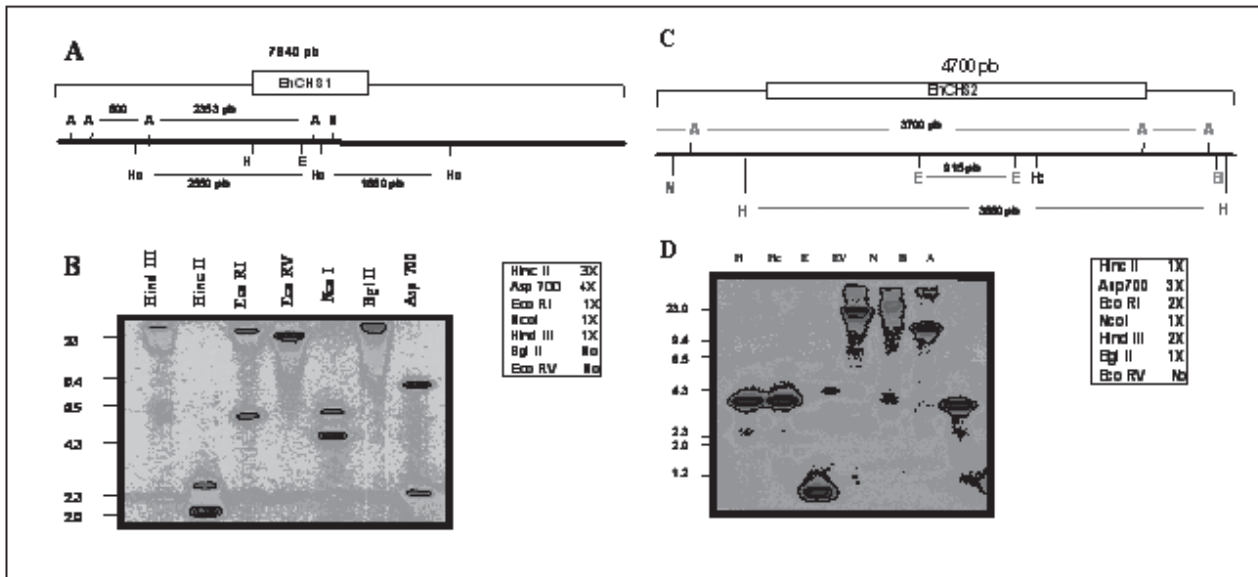 A
7840 pb
EhCHS1
A A 600 A 2353 pb A N
H E
Hc 2550 pb Hc 1850 pb Hc
B
Hind III
Hinc II
Eco RI
Eco RV
Nco I
Bgl II
Asp 700
23
9.4
6.5
4.3
2.3
2.0
Hinc II 3X
Asp 700 4X
Eco RI 1X
NcoI 1X
Hind III 1X
Bgl II No
Eco RV No
C
4700 pb
EhCHS2
A 3700 pb A A
E 915 pb E Hc
N
H H
D
H Hc E EV N B A
23.0
9.4
6.5
4.3
2.3
2.0
1.2
Hinc II 1X
Asp700 3X
Eco RI 2X
NcoI 1X
Hind III 2X
Bgl II 1X
Eco RV No